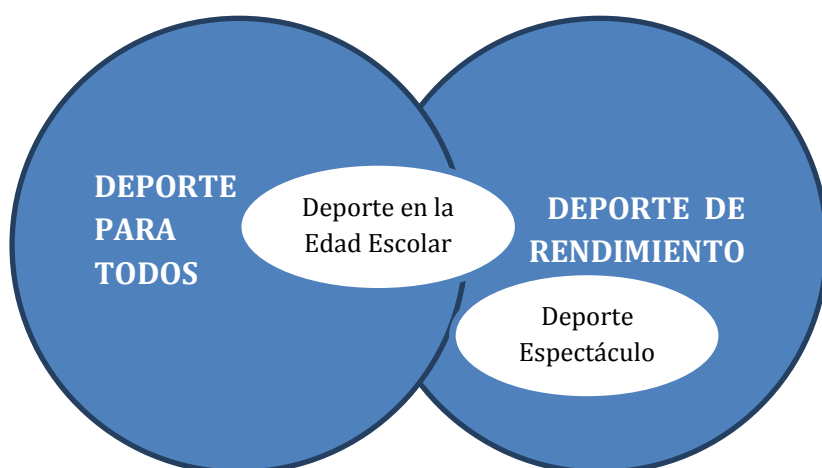 DEPORTE
PARA
TODOS
Deporte en la
Edad Escolar
DEPORTE DE
RENDIMIENTO
Deporte
Espectáculo